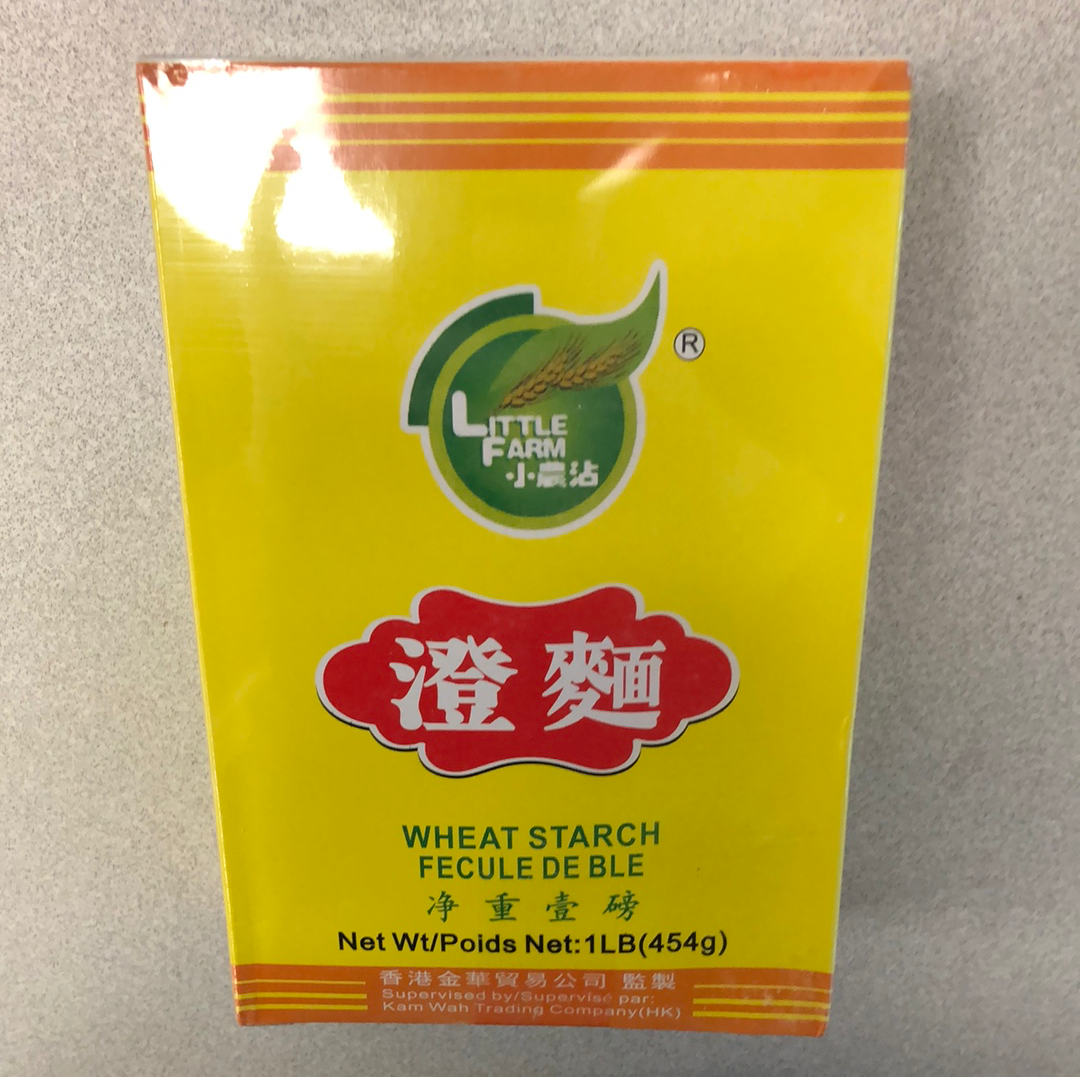 ®
LITTLE
FARM
小農沾
澄麵
WHEAT STARCH
FECULE DE BLE
净重壹磅
Net Wt/Poids Net:1LB(454g)
香港金華貿易公司 監製
Supervised by/Supervisé par:
Kam Wah Trading Company(HK)